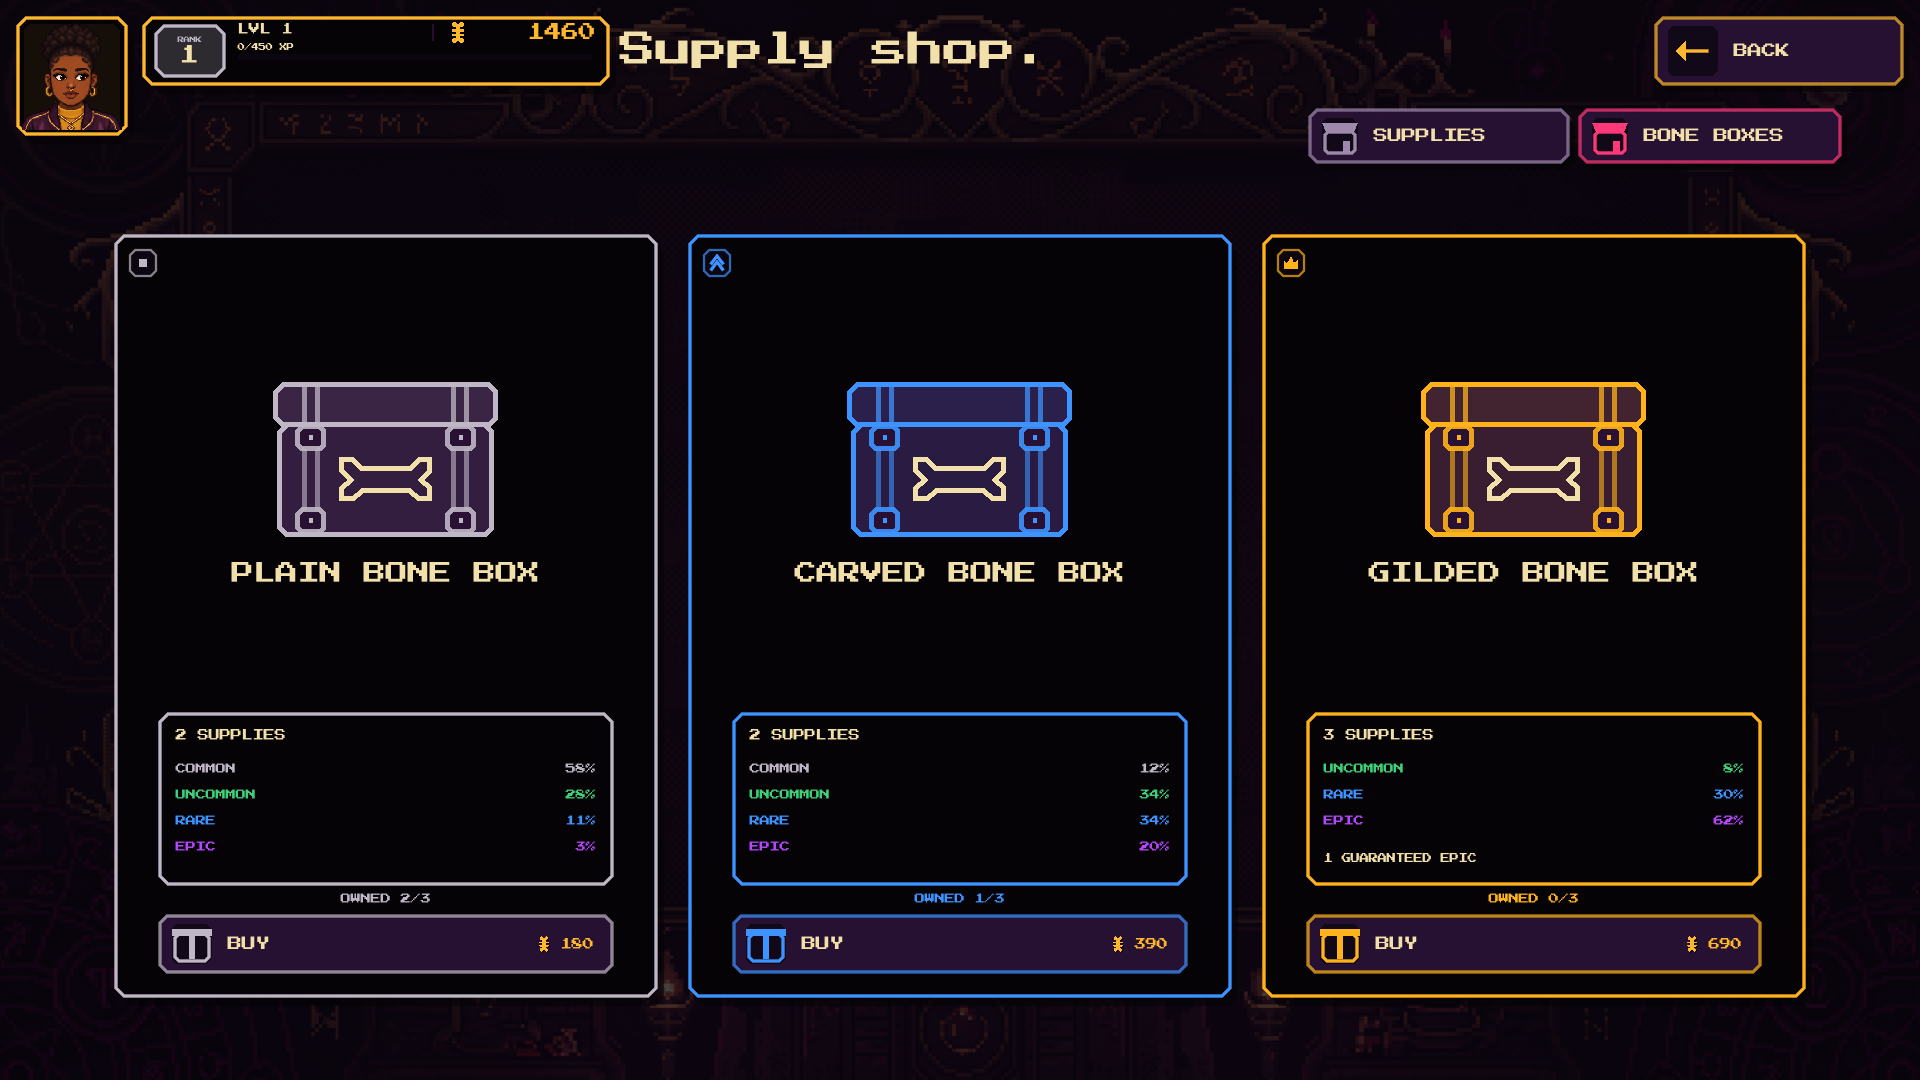 RANK
1
LVL 1
0/450 XP
1460
Supply shop.
BACK
SUPPLIES
BONE BOXES
PLAIN BONE BOX
2 SUPPLIES
COMMON 58%
UNCOMMON 28%
RARE 11%
EPIC 3%
OWNED 2/3
BUY 180
CARVED BONE BOX
2 SUPPLIES
COMMON 12%
UNCOMMON 34%
RARE 34%
EPIC 20%
OWNED 1/3
BUY 390
GILDED BONE BOX
3 SUPPLIES
UNCOMMON 8%
RARE 30%
EPIC 62%
1 GUARANTEED EPIC
OWNED 0/3
BUY 690